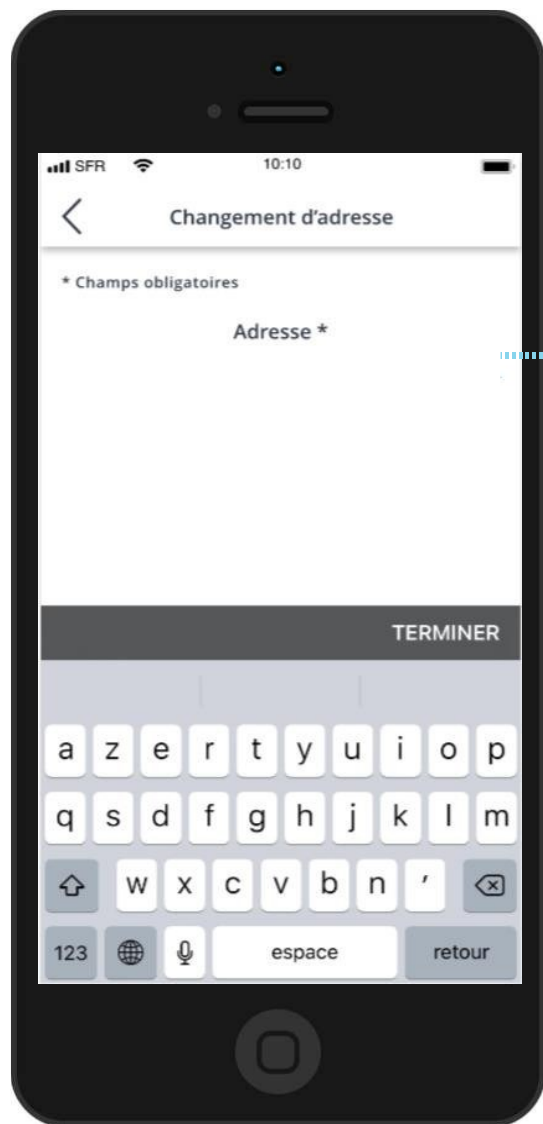 SFR 10:10
Changement d'adresse
* Champs obligatoires
Adresse *
TERMINER
a z e r t y u i o p
q s d f g h j k l m
w x c v b n ′
123 espace retour